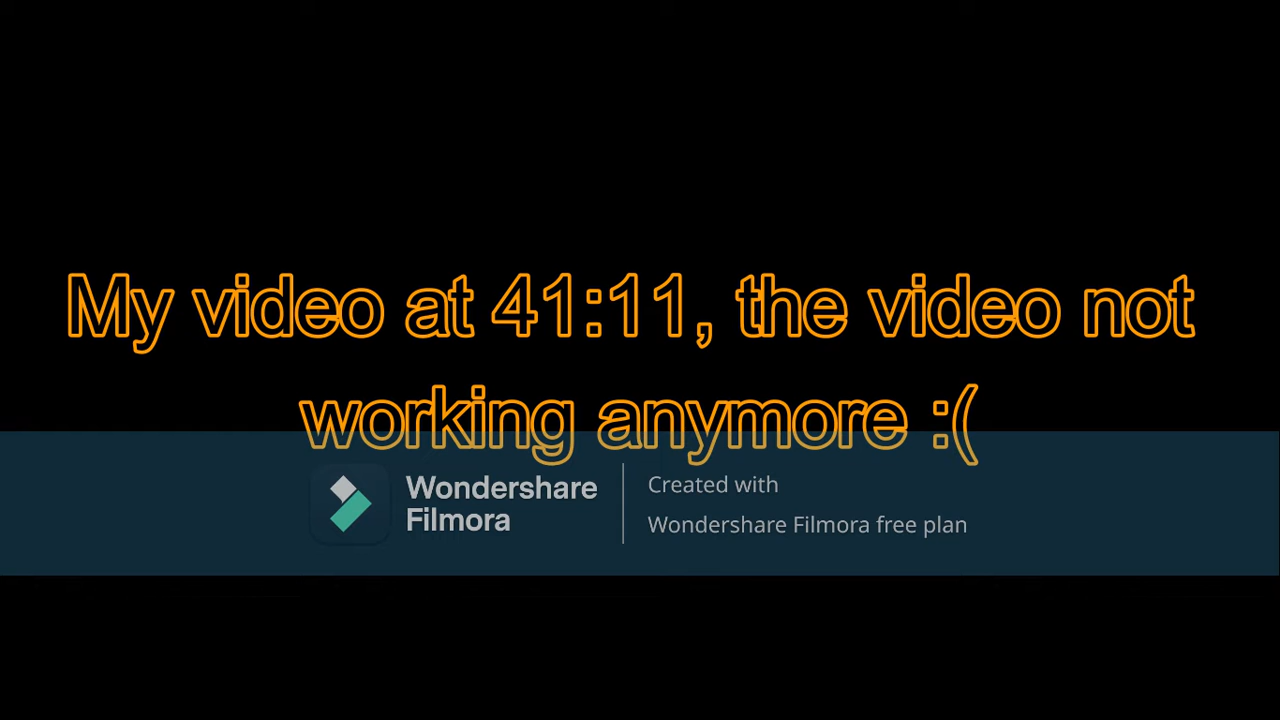 My video at 41:11, the video not
working anymore :(
Wondershare
Filmora
Created with
Wondershare Filmora free plan